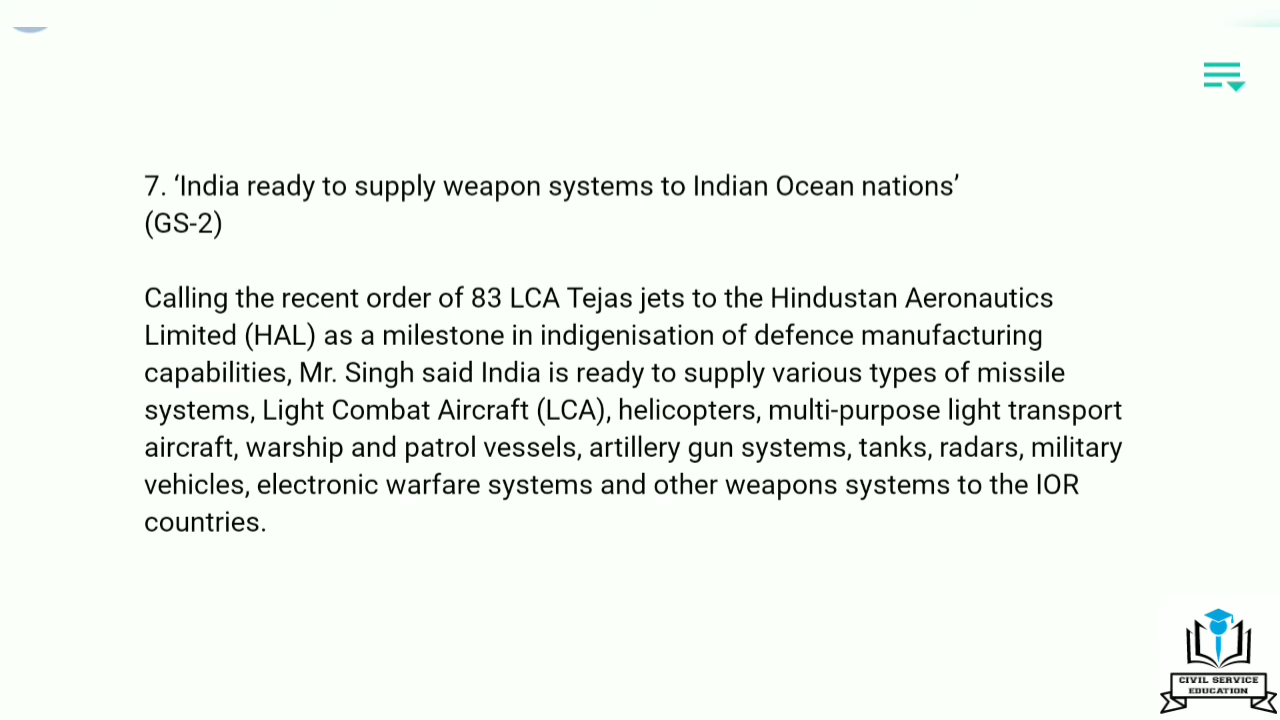 7. ‘India ready to supply weapon systems to Indian Ocean nations’
(GS-2)
Calling the recent order of 83 LCA Tejas jets to the Hindustan Aeronautics
Limited (HAL) as a milestone in indigenisation of defence manufacturing
capabilities, Mr. Singh said India is ready to supply various types of missile
systems, Light Combat Aircraft (LCA), helicopters, multi-purpose light transport
aircraft, warship and patrol vessels, artillery gun systems, tanks, radars, military
vehicles, electronic warfare systems and other weapons systems to the IOR
countries.
CIVIL SERVICE
EDUCATION